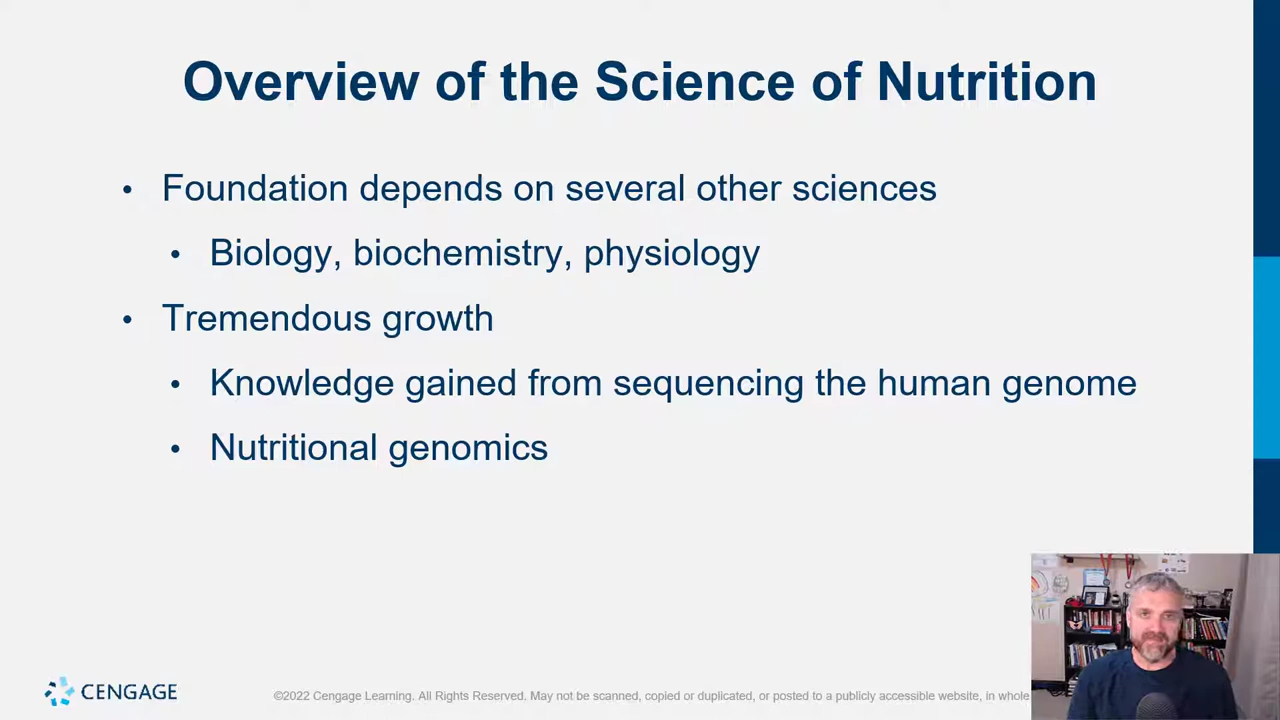 Overview of the Science of Nutrition
• Foundation depends on several other sciences
• Biology, biochemistry, physiology
• Tremendous growth
• Knowledge gained from sequencing the human genome
• Nutritional genomics
CENGAGE
©2022 Cengage Learning. All Rights Reserved. May not be scanned, copied or duplicated, or posted to a publicly accessible website, in whole